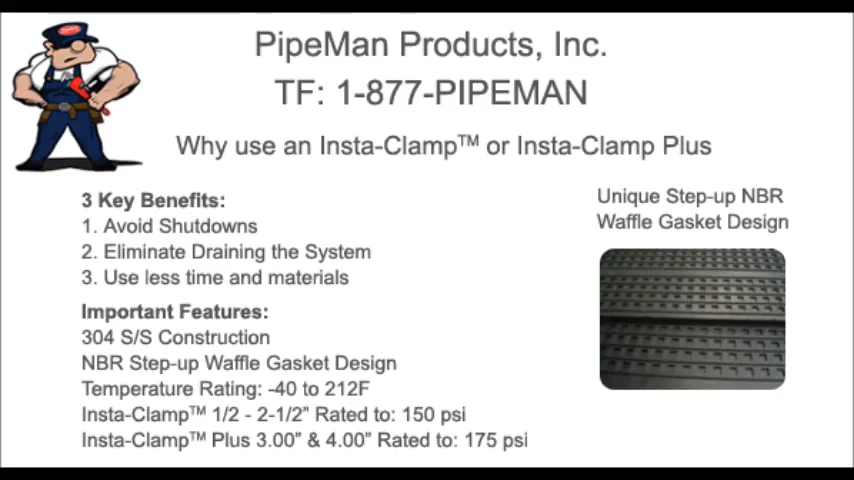 PipeMan Products, Inc.
TF: 1-877-PIPEMAN
Why use an Insta-Clamp™ or Insta-Clamp Plus
3 Key Benefits:
1. Avoid Shutdowns
2. Eliminate Draining the System
3. Use less time and materials
Important Features:
304 S/S Construction
NBR Step-up Waffle Gasket Design
Temperature Rating: -40 to 212F
Insta-Clamp™ 1/2 - 2-1/2” Rated to: 150 psi
Insta-Clamp™ Plus 3.00” & 4.00” Rated to: 175 psi
Unique Step-up NBR
Waffle Gasket Design